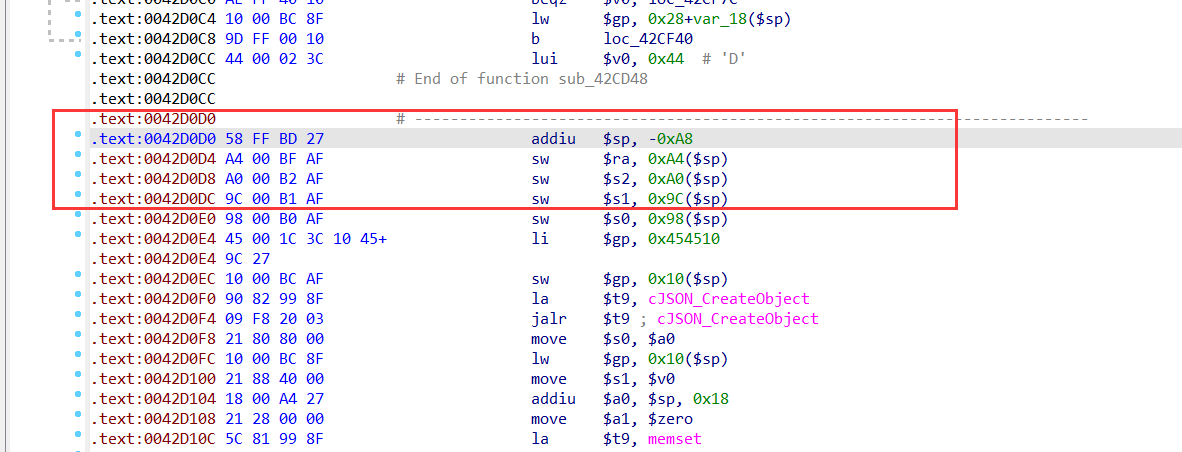 .text:0042D0C4 10 00 BC 8F lw $gp, 0x28+var_18($sp)
.text:0042D0C8 9D FF 00 10 b loc_42CF40
.text:0042D0CC 44 00 02 3C lui $v0, 0x44 # 'D'
.text:0042D0CC # End of function sub_42CD48
.text:0042D0CC
.text:0042D0D0 # ---------------------------------------------------------------------------
.text:0042D0D0 58 FF BD 27 addiu $sp, -0xA8
.text:0042D0D4 A4 00 BF AF sw $ra, 0xA4($sp)
.text:0042D0D8 A0 00 B2 AF sw $s2, 0xA0($sp)
.text:0042D0DC 9C 00 B1 AF sw $s1, 0x9C($sp)
.text:0042D0E0 98 00 B0 AF sw $s0, 0x98($sp)
.text:0042D0E4 45 00 1C 3C 10 45+ li $gp, 0x454510
.text:0042D0E4 9C 27
.text:0042D0EC 10 00 BC AF sw $gp, 0x10($sp)
.text:0042D0F0 90 82 99 8F la $t9, cJSON_CreateObject
.text:0042D0F4 09 F8 20 03 jalr $t9 ; cJSON_CreateObject
.text:0042D0F8 21 80 80 00 move $s0, $a0
.text:0042D0FC 10 00 BC 8F lw $gp, 0x10($sp)
.text:0042D100 21 88 40 00 move $s1, $v0
.text:0042D104 18 00 A4 27 addiu $a0, $sp, 0x18
.text:0042D108 21 28 00 00 move $a1, $zero
.text:0042D10C 5C 81 99 8F la $t9, memset